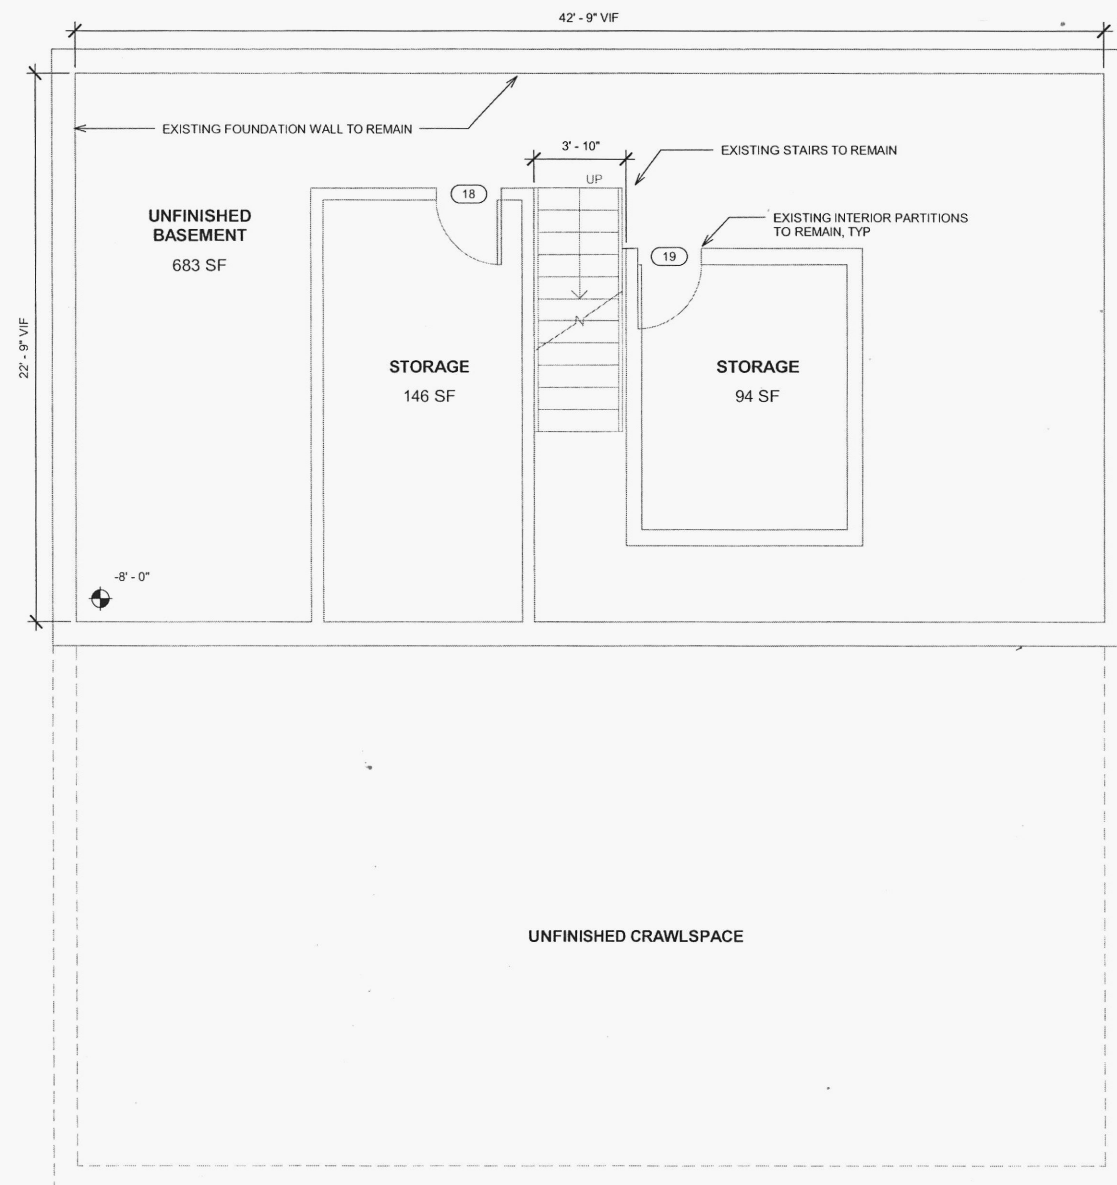 42' - 9" VIF
EXISTING FOUNDATION WALL TO REMAIN
3' - 10"
EXISTING STAIRS TO REMAIN
UP
18
UNFINISHED
BASEMENT
683 SF
EXISTING INTERIOR PARTITIONS
TO REMAIN, TYP
19
22' - 9" VIF
STORAGE
146 SF
STORAGE
94 SF
-8' - 0"
UNFINISHED CRAWLSPACE